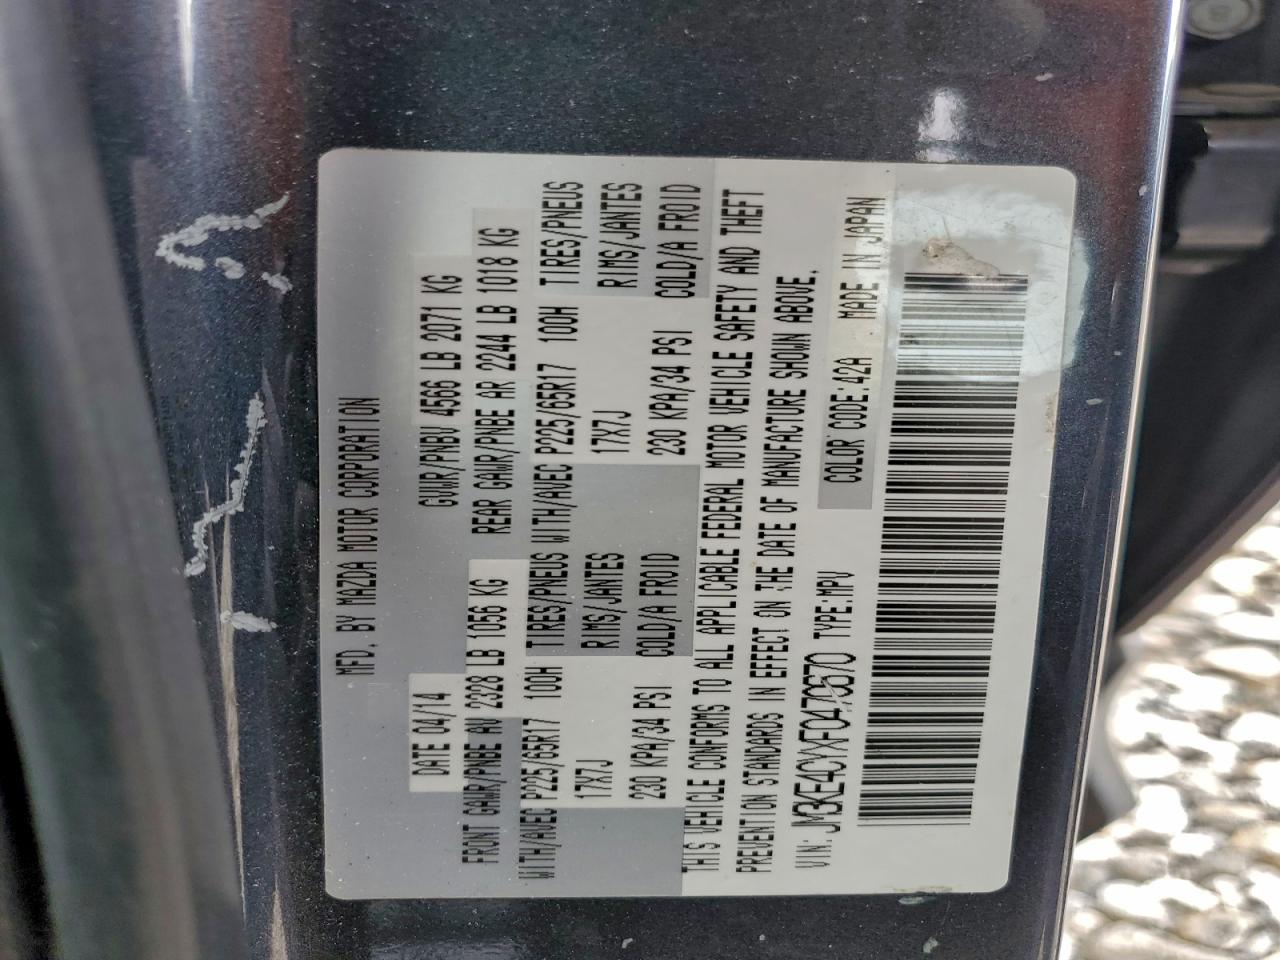 MFD. BY MAZDA MOTOR CORPORATION
DATE 04/14 GVWR/PNBV 4566 LB 2071 KG
FRONT GAWR/PNBE AV 2328 LB 1056 KG REAR GAWR/PNBE AR 2244 LB 1018 KG
WITH/AVEC P225/65R17 100H TIRES/PNEUS WITH/AVEC P225/65R17 100H TIRES/PNEUS
17X7J RIMS/JANTES 17X7J RIMS/JANTES
230 KPA/34 PSI COLD/A FROID 230 KPA/34 PSI COLD/A FROID
THIS VEHICLE CONFORMS TO ALL APPLICABLE FEDERAL MOTOR VEHICLE SAFETY AND THEFT
PREVENTION STANDARDS IN EFFECT ON THE DATE OF MANUFACTURE SHOWN ABOVE.
VIN: JM3KE4CYXF0470670 TYPE:MPV COLOR CODE:42A MADE IN JAPAN